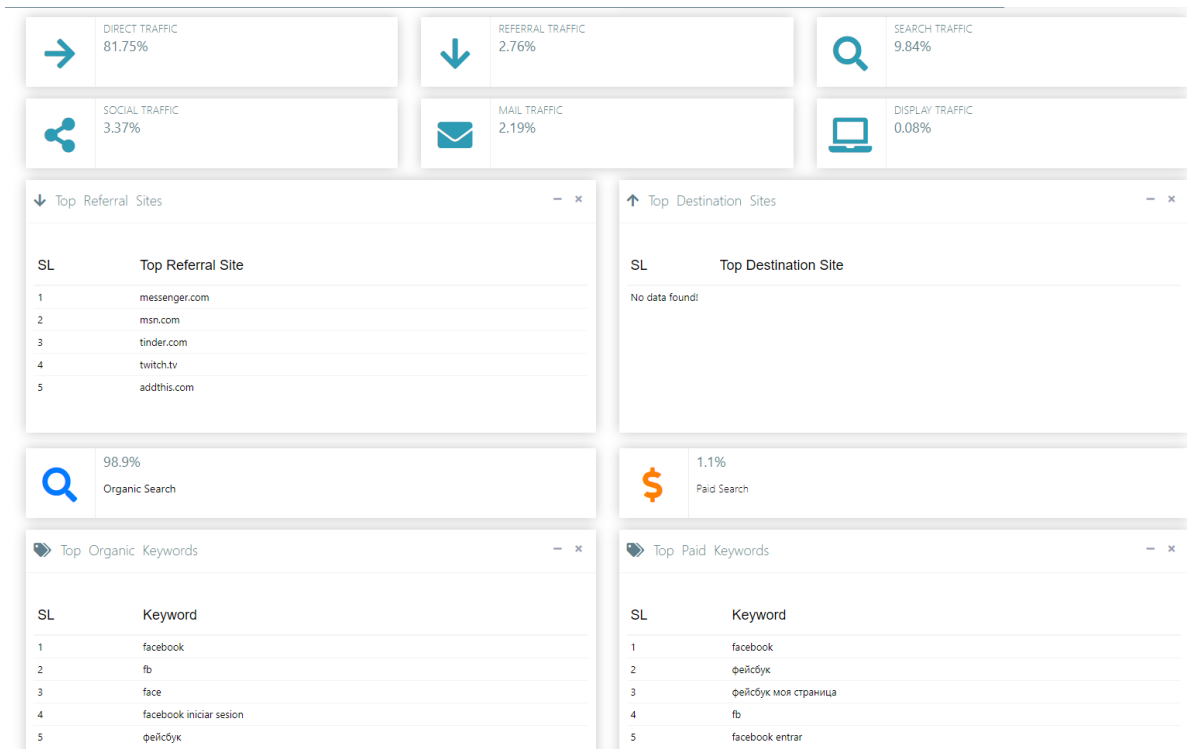 DIRECT TRAFFIC
81.75%
REFERRAL TRAFFIC
2.76%
SEARCH TRAFFIC
9.84%
SOCIAL TRAFFIC
3.37%
MAIL TRAFFIC
2.19%
DISPLAY TRAFFIC
0.08%
Top Referral Sites
SL Top Referral Site
1 messenger.com
2 msn.com
3 tinder.com
4 twitch.tv
5 addthis.com
Top Destination Sites
SL Top Destination Site
No data found!
98.9%
Organic Search
1.1%
Paid Search
Top Organic Keywords
SL Keyword
1 facebook
2 fb
3 face
4 facebook iniciar sesion
5 фейсбук
Top Paid Keywords
SL Keyword
1 facebook
2 фейсбук
3 фейсбук моя страница
4 fb
5 facebook entrar